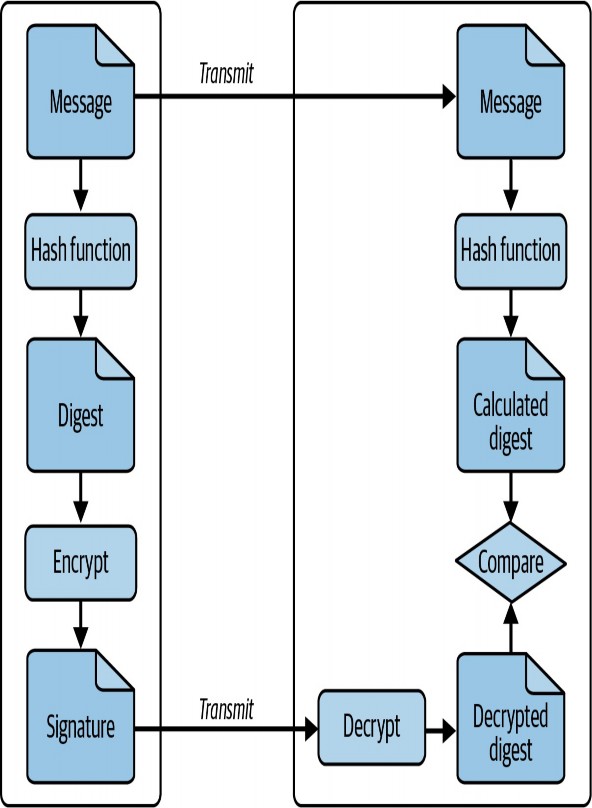 Message
Transmit
Message
Hash function
Hash function
Digest
Calculated
digest
Encrypt
Compare
Signature
Transmit
Decrypt
Decrypted
digest